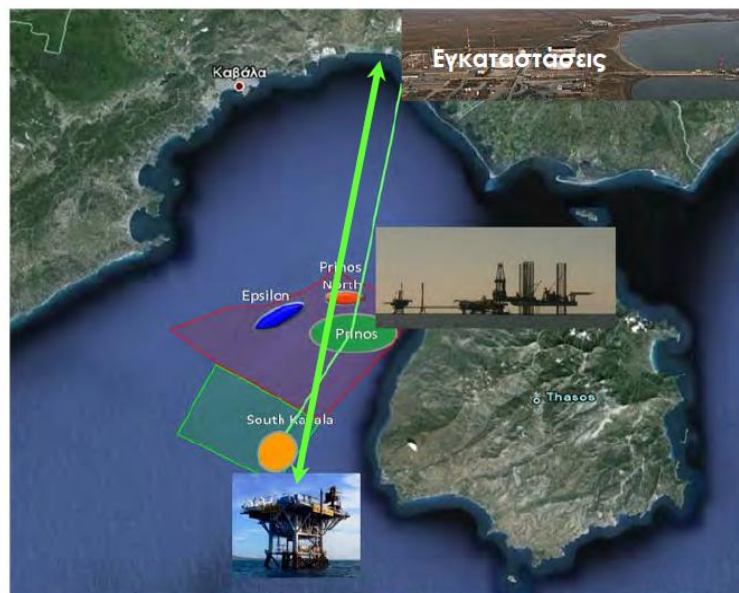 Εγκαταστάσεις
Καβάλα
Prinos
North
Epsilon
Prinos
Thasos
South Kavala